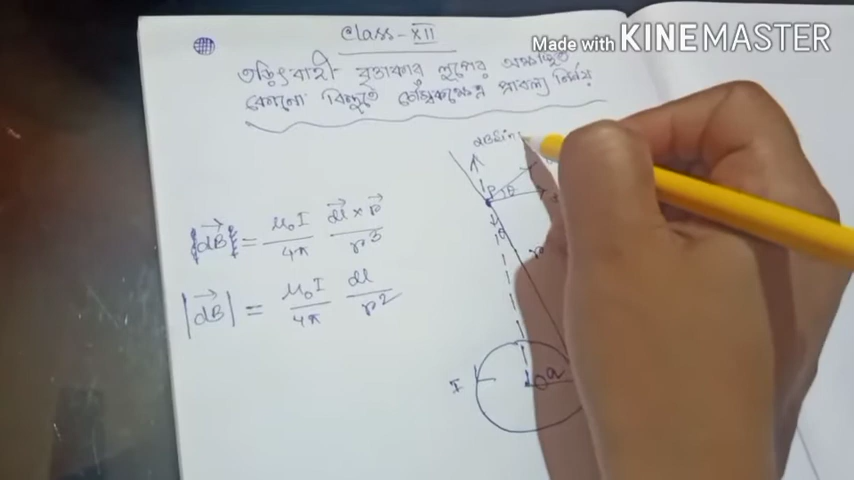 Class-XII
Made with KINEMASTER
তড়িৎবাহী বৃত্তাকার লুপের অক্ষস্থিত
কোনো বিন্দুতে চৌম্বকক্ষেত্র প্রাবল্য নির্ণয়
dBsin
P θ
θ
r
{dB⃗} = μ₀I/4π dl⃗ × r⃗/r³
|dB⃗| = μ₀I/4π dl/r²
I O a